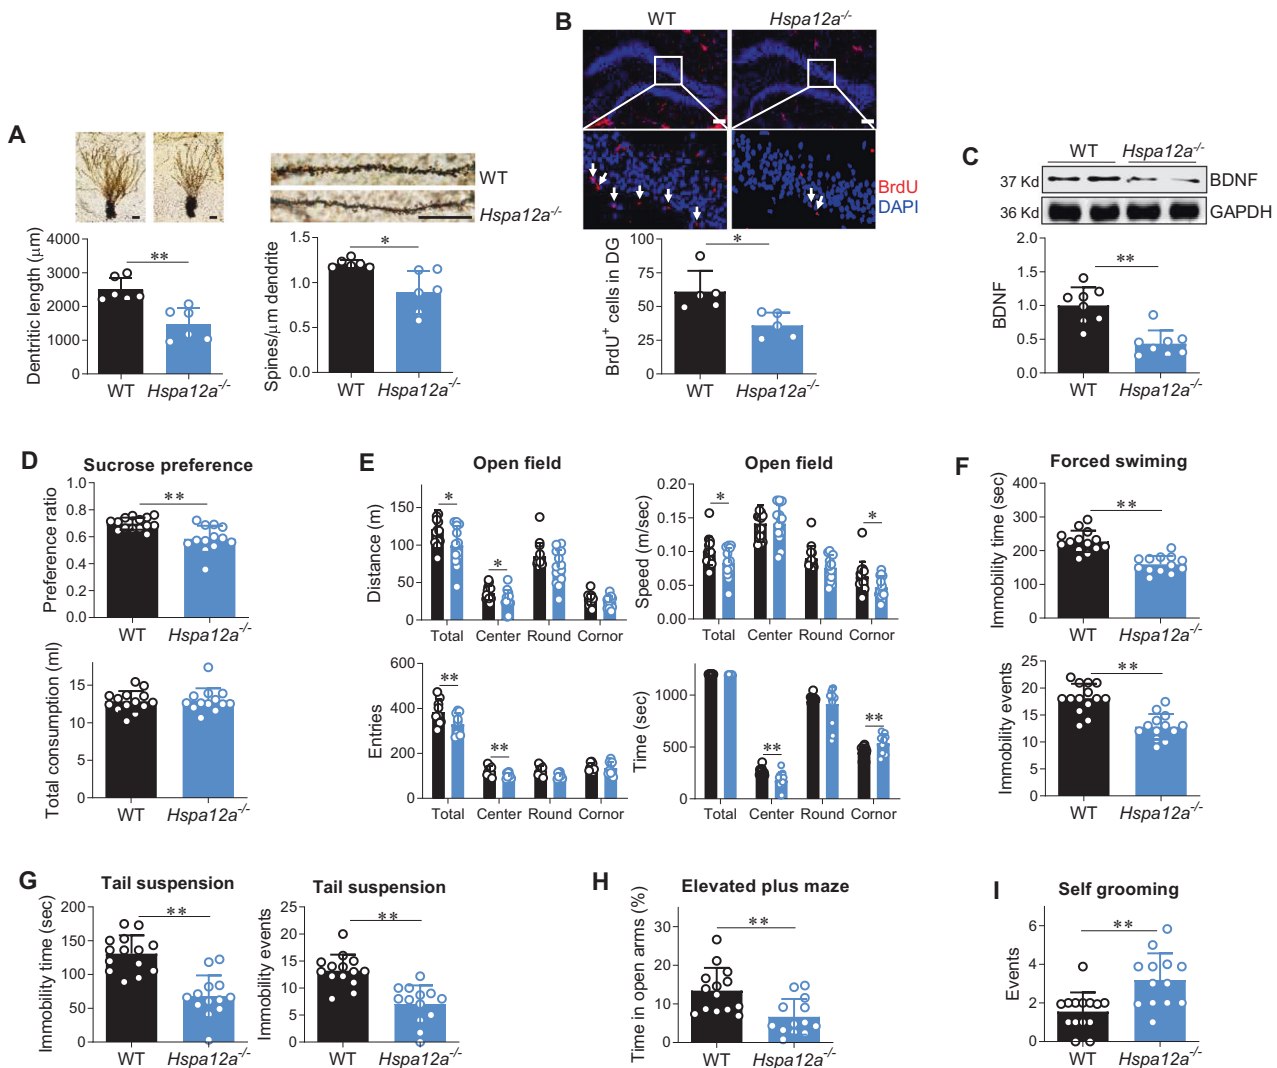 A
WT
Hspa12a-/-
Dentritic length (μm)
4000
3000
2000
1000
0
**
WT
Hspa12a-/-
Spines/μm dendrite
1.5
1.0
0.5
0.0
*
WT
Hspa12a-/-
B
WT
Hspa12a-/-
BrdU
DAPI
BrdU+ cells in DG
100
75
50
25
0
*
WT
Hspa12a-/-
C
WT
Hspa12a-/-
37 Kd
BDNF
36 Kd
GAPDH
BDNF
2.0
1.5
1.0
0.5
0.0
**
WT
Hspa12a-/-
D
Sucrose preference
Preference ratio
1.0
0.8
0.6
0.4
0.2
0.0
**
WT
Hspa12a-/-
Total consumption (ml)
15
10
5
0
WT
Hspa12a-/-
E
Open field
Distance (m)
150
100
50
0
*
*
Total
Center
Round
Cornor
Open field
Speed (m/sec)
0.20
0.15
0.10
0.05
0.00
*
*
Total
Center
Round
Cornor
Entries
600
400
200
0
**
**
Total
Center
Round
Cornor
Time (sec)
1000
500
0
**
**
Total
Center
Round
Cornor
F
Forced swiming
Immobility time (sec)
400
300
200
100
0
**
WT
Hspa12a-/-
Immobility events
25
20
15
10
5
0
**
WT
Hspa12a-/-
G
Tail suspension
Immobility time (sec)
200
150
100
50
0
**
WT
Hspa12a-/-
Tail suspension
Immobility events
25
20
15
10
5
0
**
WT
Hspa12a-/-
H
Elevated plus maze
Time in open arms (%)
30
20
10
0
**
WT
Hspa12a-/-
I
Self grooming
Events
6
4
2
0
**
WT
Hspa12a-/-